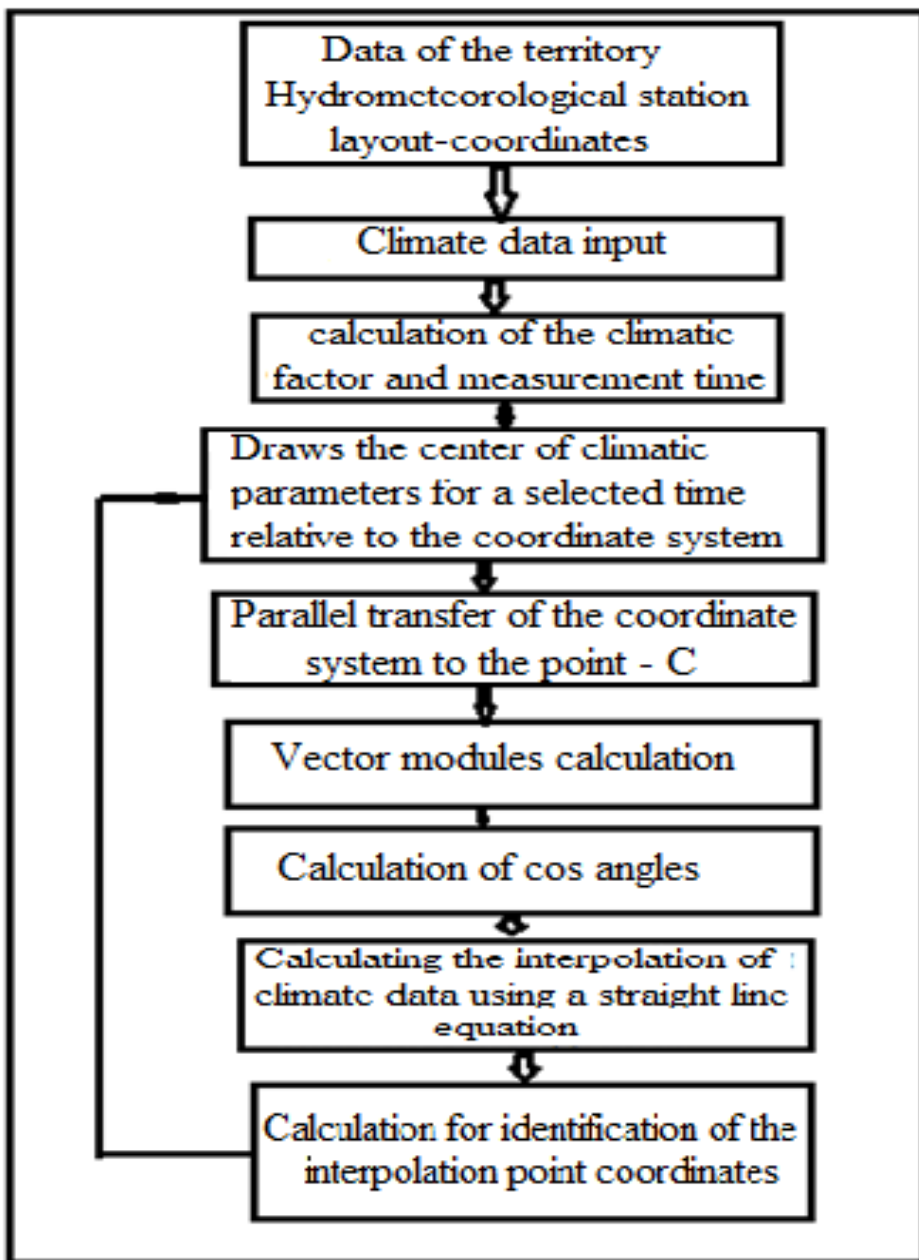 Data of the territory
Hydromctcorological station
layout-coordinates
Climate data input
calculation of the climatic
factor and measurement time
Draws the center of climatic
parameters for a selected time
relative to the coordinate system
Parallel transfer of the coordinate
system to the point - C
Vector modules calculation
Calculation of cos angles
Calculating the interpolation of
climatc data using a straight linc
equation
Calculation for identification of the
interpolation point coordinates